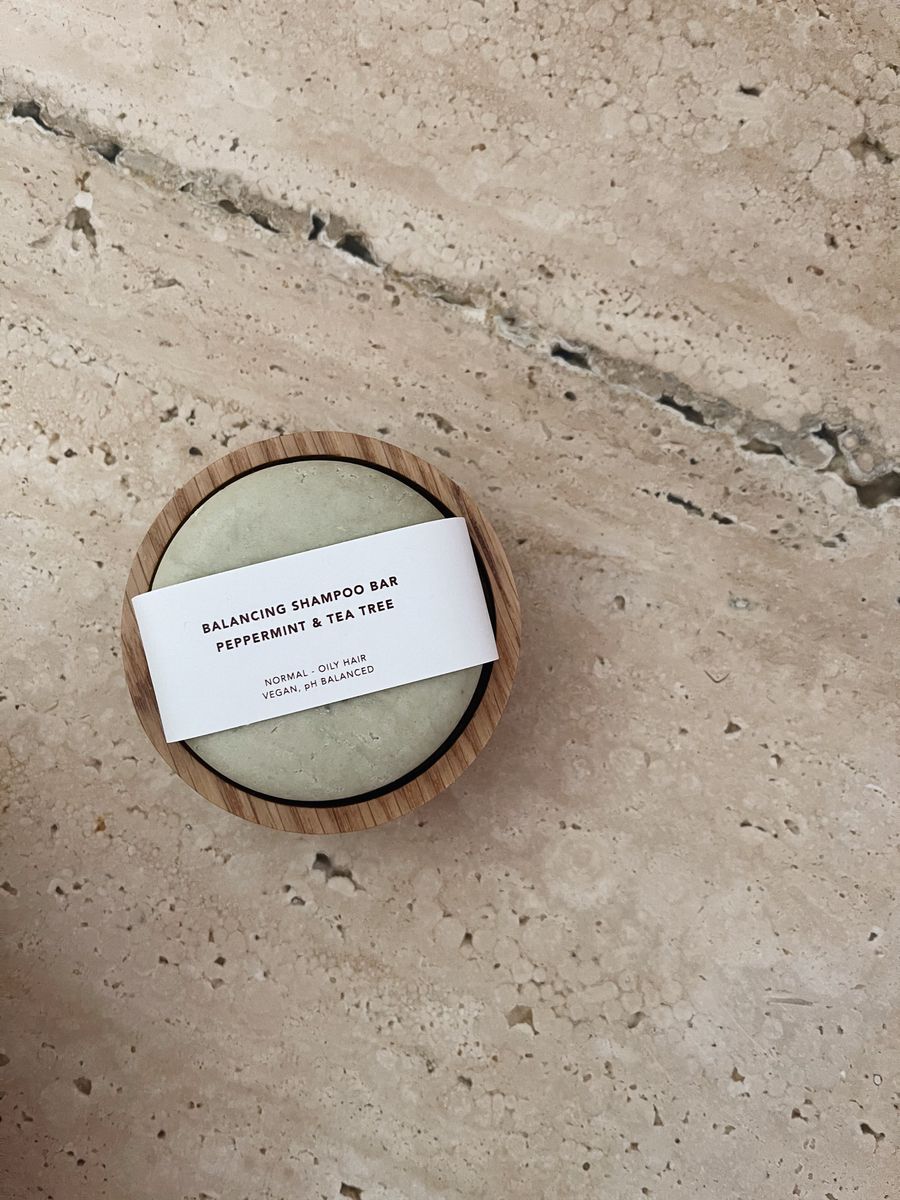 BALANCING SHAMPOO BAR
PEPPERMINT & TEA TREE
NORMAL - OILY HAIR
VEGAN, pH BALANCED